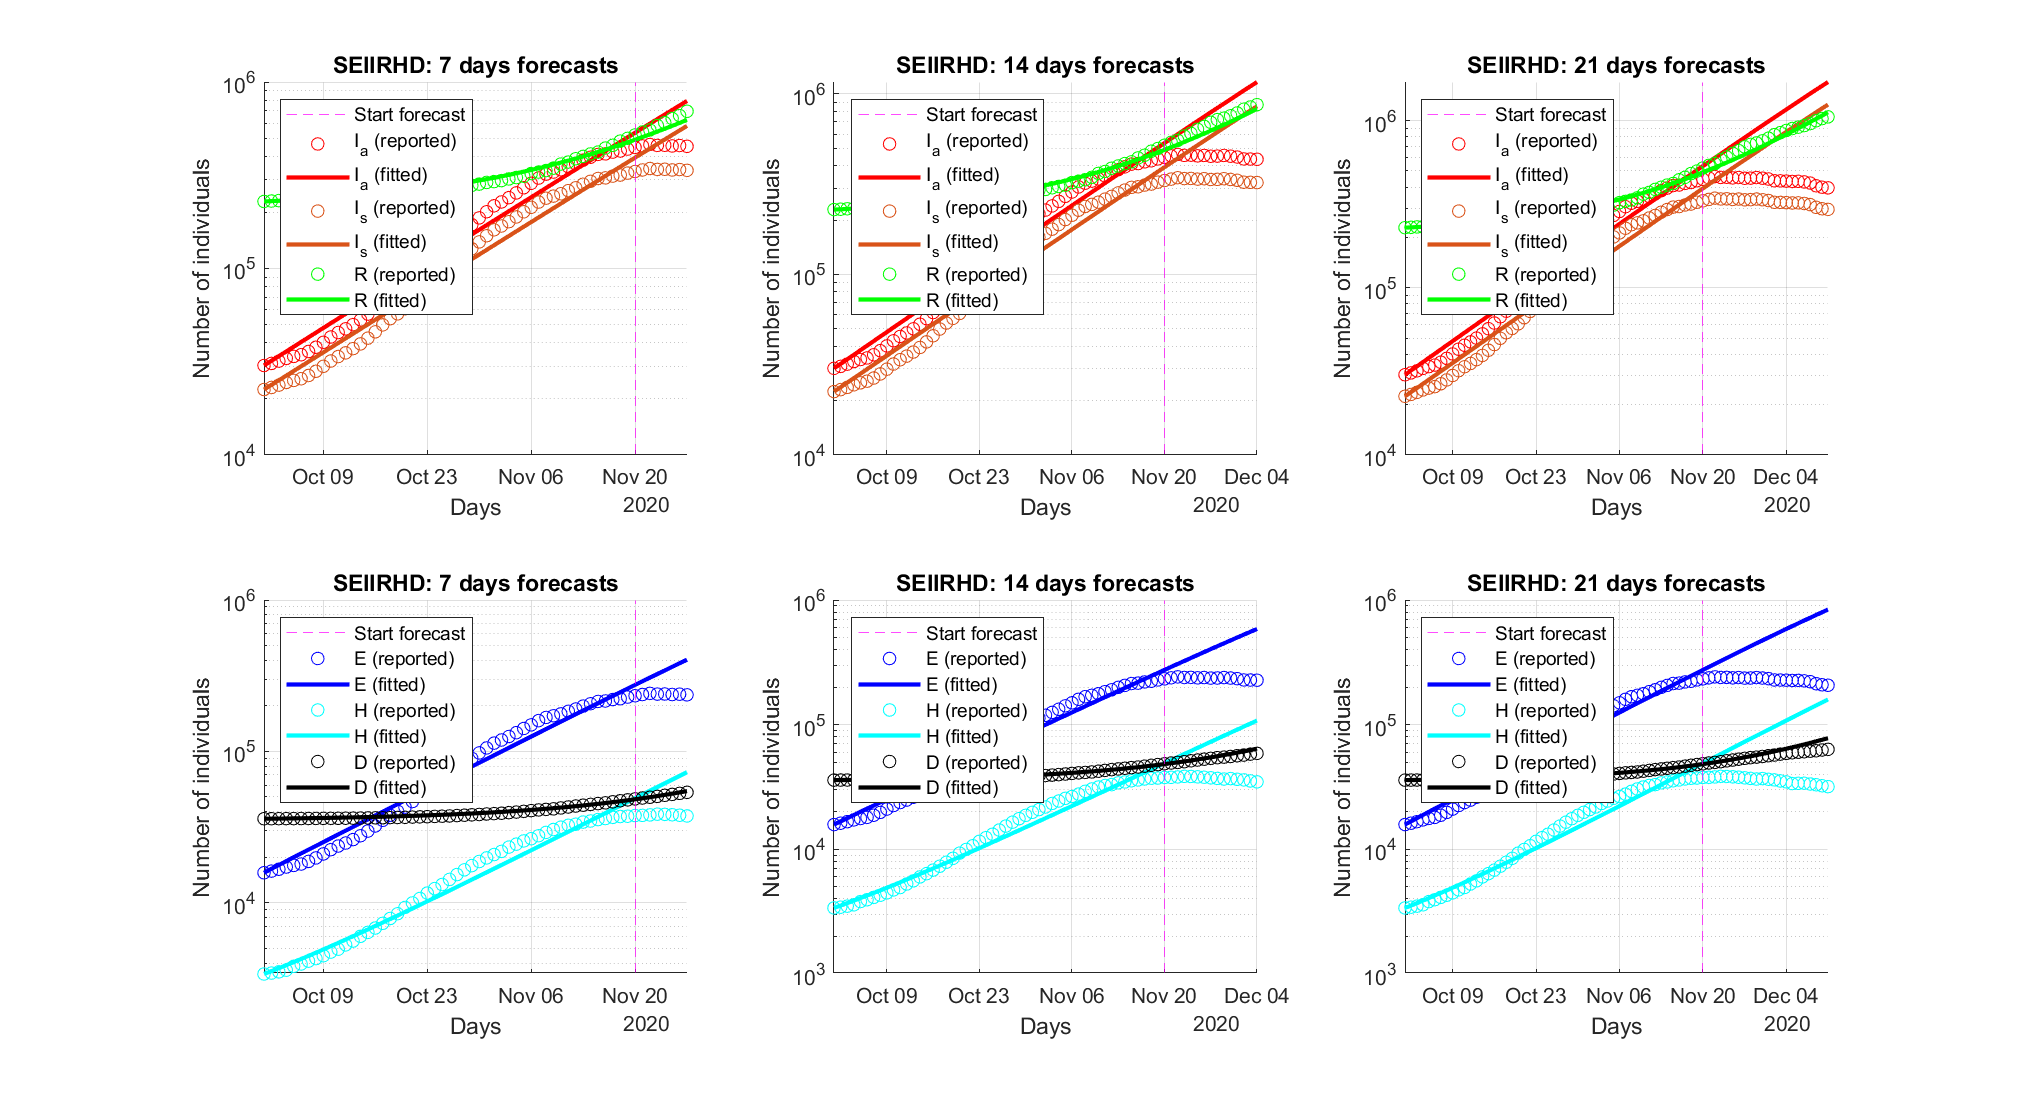 SEIIRHD: 7 days forecasts
10^6
10^5
10^4
Number of individuals
Start forecast
I_a (reported)
I_a (fitted)
I_s (reported)
I_s (fitted)
R (reported)
R (fitted)
Oct 09 Oct 23 Nov 06 Nov 20
Days 2020
SEIIRHD: 14 days forecasts
10^6
10^5
10^4
Number of individuals
Start forecast
I_a (reported)
I_a (fitted)
I_s (reported)
I_s (fitted)
R (reported)
R (fitted)
Oct 09 Oct 23 Nov 06 Nov 20 Dec 04
Days 2020
SEIIRHD: 21 days forecasts
10^6
10^5
10^4
Number of individuals
Start forecast
I_a (reported)
I_a (fitted)
I_s (reported)
I_s (fitted)
R (reported)
R (fitted)
Oct 09 Oct 23 Nov 06 Nov 20 Dec 04
Days 2020
SEIIRHD: 7 days forecasts
10^6
10^5
10^4
Number of individuals
Start forecast
E (reported)
E (fitted)
H (reported)
H (fitted)
D (reported)
D (fitted)
Oct 09 Oct 23 Nov 06 Nov 20
Days 2020
SEIIRHD: 14 days forecasts
10^6
10^5
10^4
10^3
Number of individuals
Start forecast
E (reported)
E (fitted)
H (reported)
H (fitted)
D (reported)
D (fitted)
Oct 09 Oct 23 Nov 06 Nov 20 Dec 04
Days 2020
SEIIRHD: 21 days forecasts
10^6
10^5
10^4
10^3
Number of individuals
Start forecast
E (reported)
E (fitted)
H (reported)
H (fitted)
D (reported)
D (fitted)
Oct 09 Oct 23 Nov 06 Nov 20 Dec 04
Days 2020